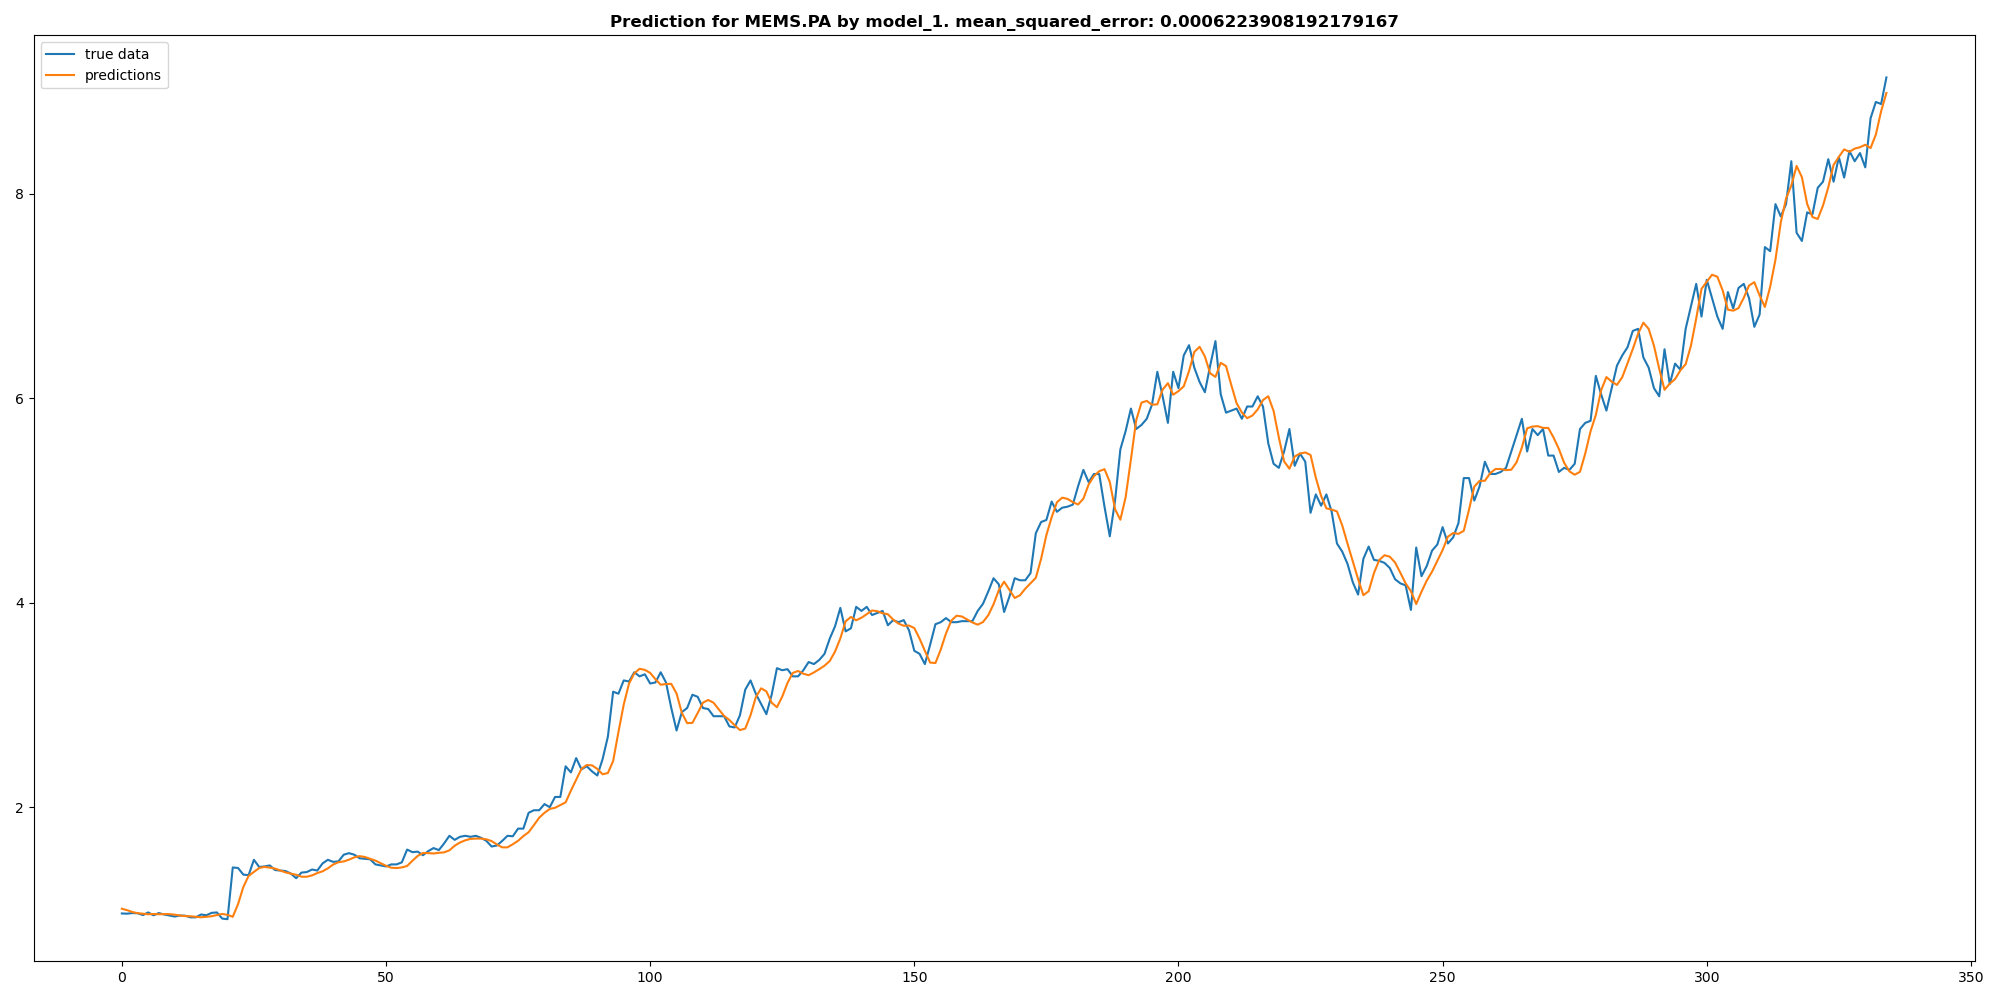 Prediction for MEMS.PA by model_1. mean_squared_error: 0.0006223908192179167
true data
predictions
8
6
4
2
0 50 100 150 200 250 300 350